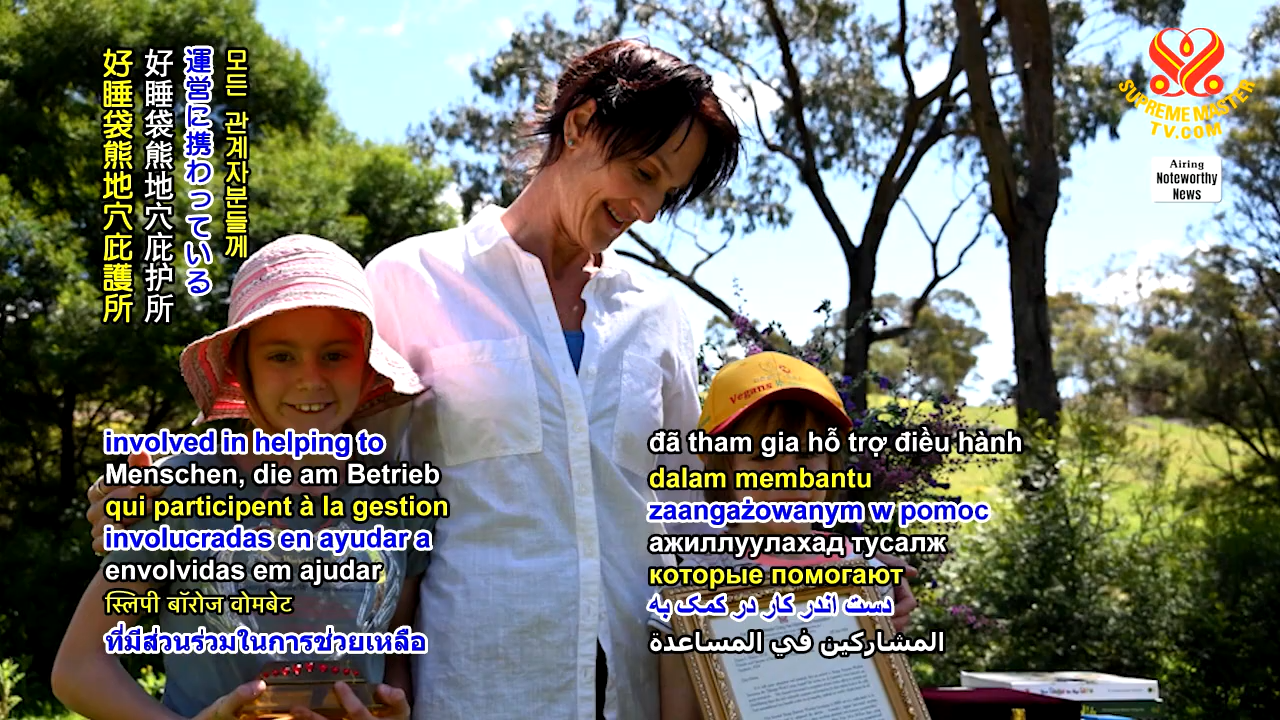 好睡袋熊地穴庇護所
好睡袋熊地穴庇护所
運営に携わっている
모든 관계자분들께
SUPREME MASTER
TV.COM
Airing
Noteworthy
News
Vegans
involved in helping to
Menschen, die am Betrieb
qui participent à la gestion
involucradas en ayudar a
envolvidas em ajudar
स्लिपी बॉरोज वोमबेट
ที่มีส่วนร่วมในการช่วยเหลือ
đã tham gia hỗ trợ điều hành
dalam membantu
zaangażowanym w pomoc
ажиллуулахад тусалж
которые помогают
دست اندر کار در کمک به
المشاركين في المساعدة